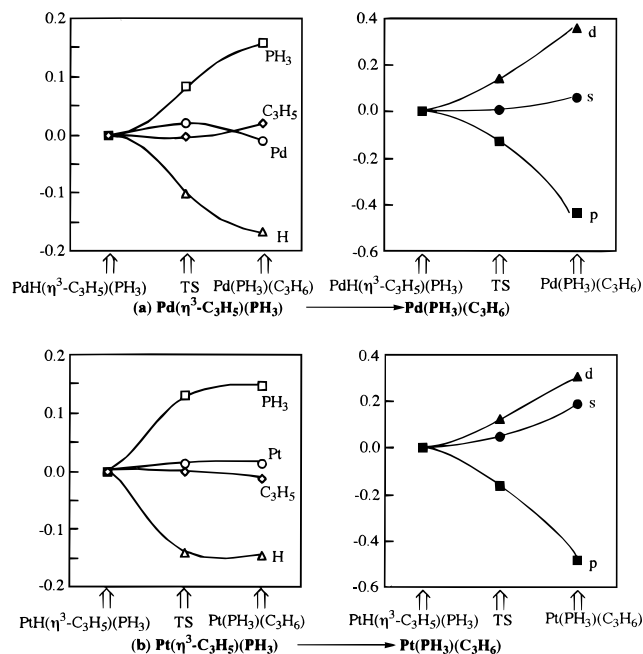 0.2
0.1
0.0
-0.1
-0.2
PH3
C3H5
Pd
H
PdH(η3-C3H5)(PH3)
TS
Pd(PH3)(C3H6)
0.4
0.2
0.0
-0.2
-0.4
-0.6
d
s
p
PdH(η3-C3H5)(PH3)
TS
Pd(PH3)(C3H6)
(a) Pd(η3-C3H5)(PH3) Pd(PH3)(C3H6)
0.2
0.1
0.0
-0.1
-0.2
PH3
Pt
C3H5
H
PtH(η3-C3H5)(PH3)
TS
Pt(PH3)(C3H6)
0.4
0.2
0.0
-0.2
-0.4
-0.6
d
s
p
PtH(η3-C3H5)(PH3)
TS
Pt(PH3)(C3H6)
(b) Pt(η3-C3H5)(PH3) Pt(PH3)(C3H6)